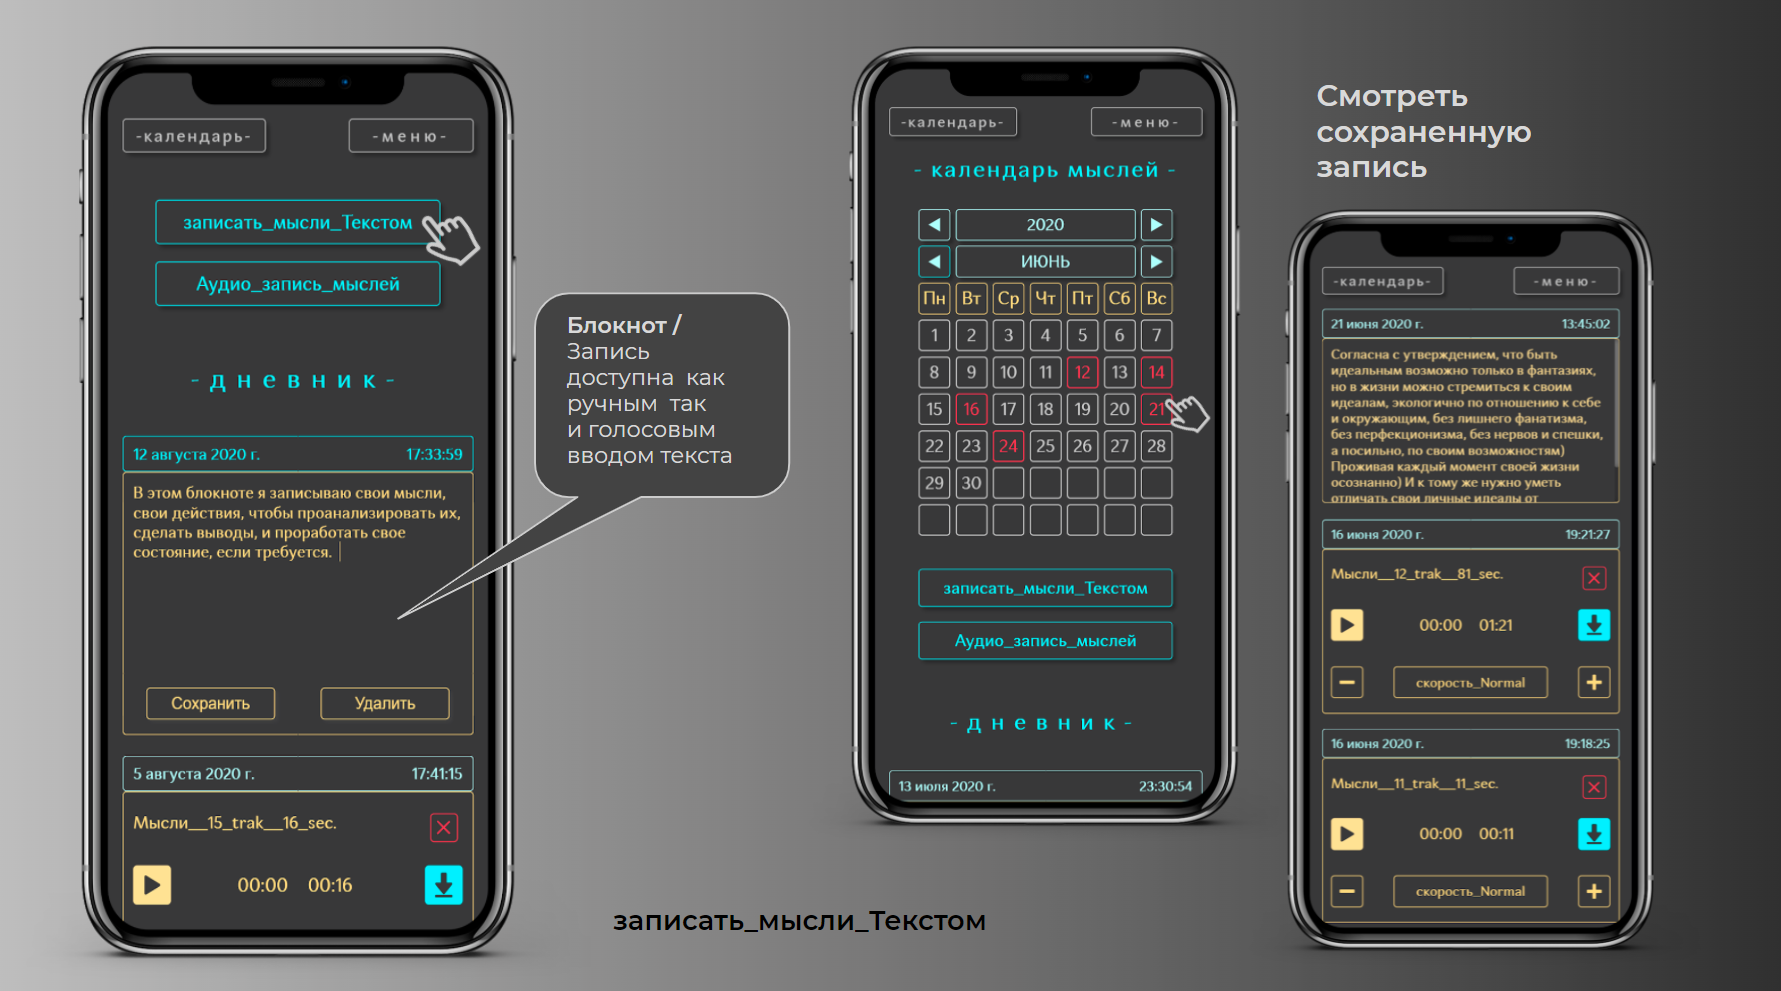 -календарь-
-меню-
записать_мысли_Текстом
Аудио_запись_мыслей
- дневник -
12 августа 2020 г. 17:33:59
В этом блокноте я записываю свои мысли,
свои действия, чтобы проанализировать их,
сделать выводы, и проработать свое
состояние, если требуется.
Сохранить Удалить
5 августа 2020 г. 17:41:15
Мысли__15_trak__16_sec.
00:00 00:16
Блокнот /
Запись
доступна как
ручным так
и голосовым
вводом текста
записать_мысли_Текстом
-календарь-
-меню-
- календарь мыслей -
2020
ИЮНЬ
Пн Вт Ср Чт Пт Сб Вс
1 2 3 4 5 6 7
8 9 10 11 12 13 14
15 16 17 18 19 20 21
22 23 24 25 26 27 28
29 30
записать_мысли_Текстом
Аудио_запись_мыслей
- дневник -
13 июля 2020 г. 23:30:54
Смотреть
сохраненную
запись
-календарь-
-меню-
21 июня 2020 г. 13:45:02
Согласна с утверждением, что быть
идеальным возможно только в фантазиях,
но в жизни можно стремиться к своим
идеалам, экологично по отношению к себе
и окружающим, без лишнего фанатизма,
без перфекционизма, без нервов и спешки,
а посильно, по своим возможностям)
Проживая каждый момент своей жизни
осознанно) И к тому же нужно уметь
отличать свои личные идеалы от
16 июня 2020 г. 19:21:27
Мысли__12_trak__81_sec.
00:00 01:21
скорость_Normal
16 июня 2020 г. 19:18:25
Мысли__11_trak__11_sec.
00:00 00:11
скорость_Normal